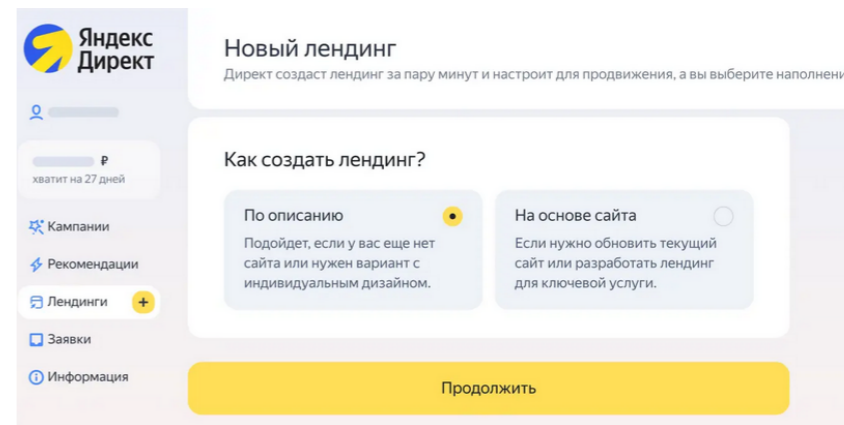 Яндекс
Директ
₽
хватит на 27 дней
Кампании
Рекомендации
Лендинги +
Заявки
Информация
Новый лендинг
Директ создаст лендинг за пару минут и настроит для продвижения, а вы выберите
Как создать лендинг?
По описанию
Подойдет, если у вас еще нет
сайта или нужен вариант с
индивидуальным дизайном.
На основе сайта
Если нужно обновить текущий
сайт или разработать лендинг
для ключевой услуги.
Продолжить